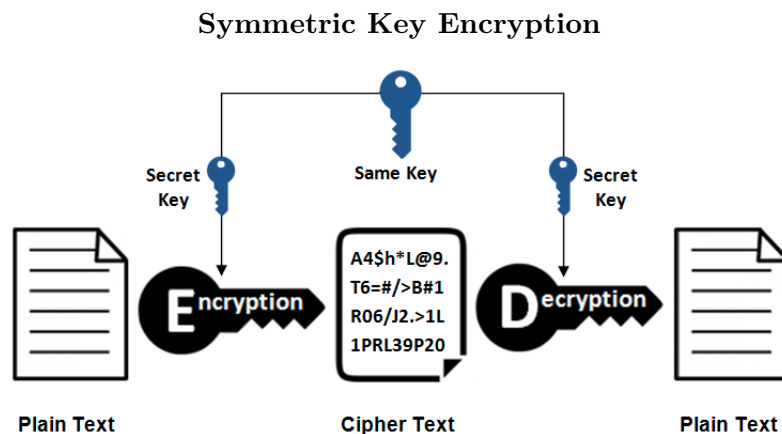 Symmetric Key Encryption
Secret
Key
Same Key
Secret
Key
Encryption
A4$h*L@9.
T6=#/>B#1
R06/J2.>1L
1PRL39P20
Decryption
Plain Text
Cipher Text
Plain Text